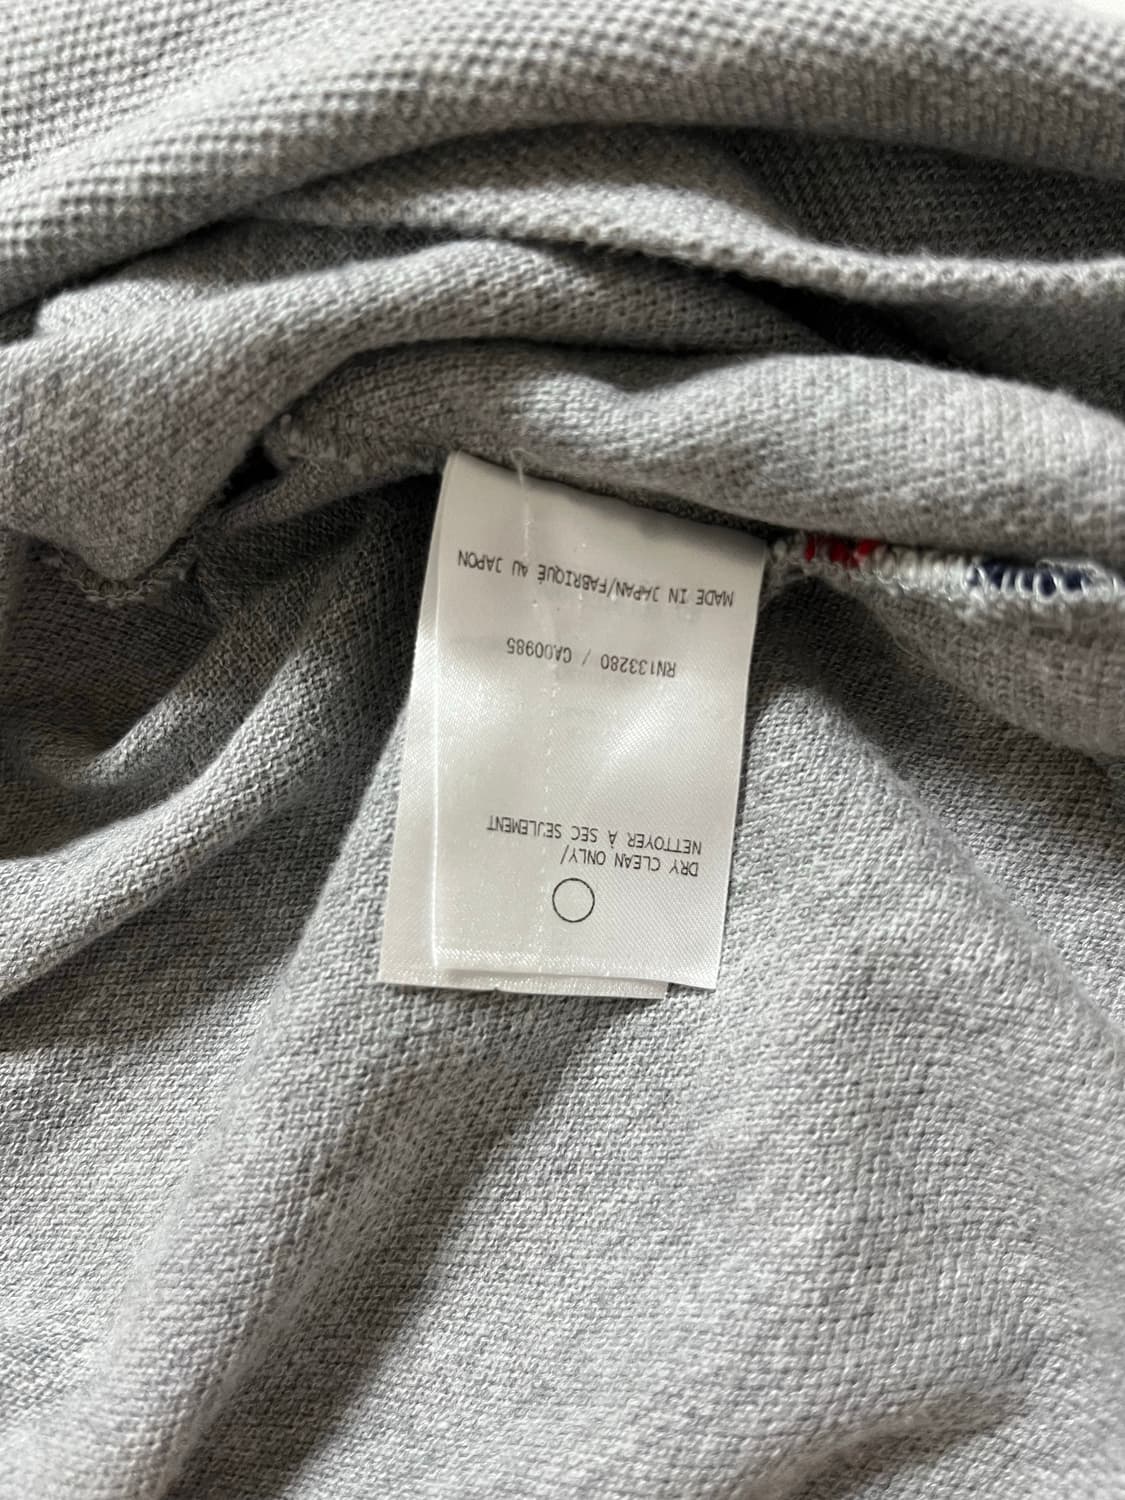 DRY CLEAN ONLY/
NETTOYER À SEC SEULEMENT
RN133280 / CA00985
MADE IN JAPAN/FABRIQUÉ AU JAPON